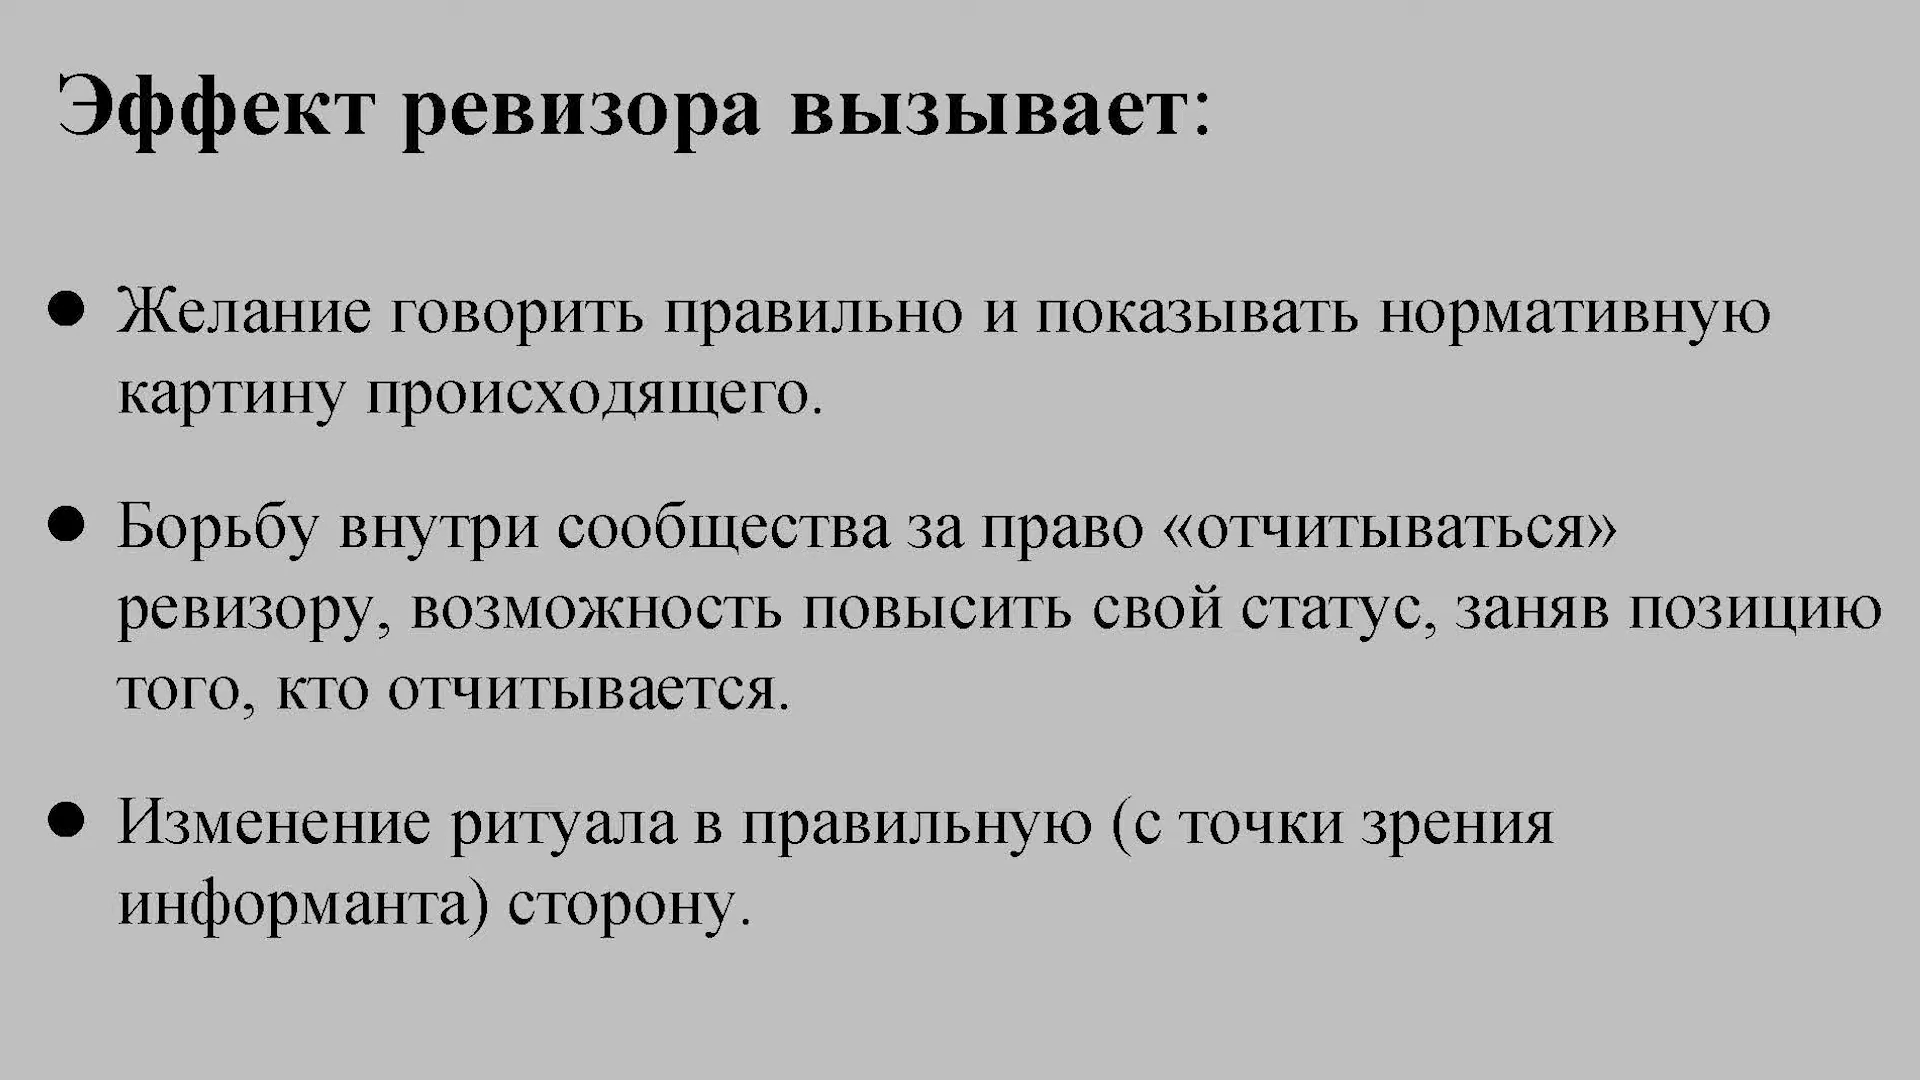 Эффект ревизора вызывает:
● Желание говорить правильно и показывать нормативную
картину происходящего.
● Борьбу внутри сообщества за право «отчитываться»
ревизору, возможность повысить свой статус, заняв позицию
того, кто отчитывается.
● Изменение ритуала в правильную (с точки зрения
информанта) сторону.